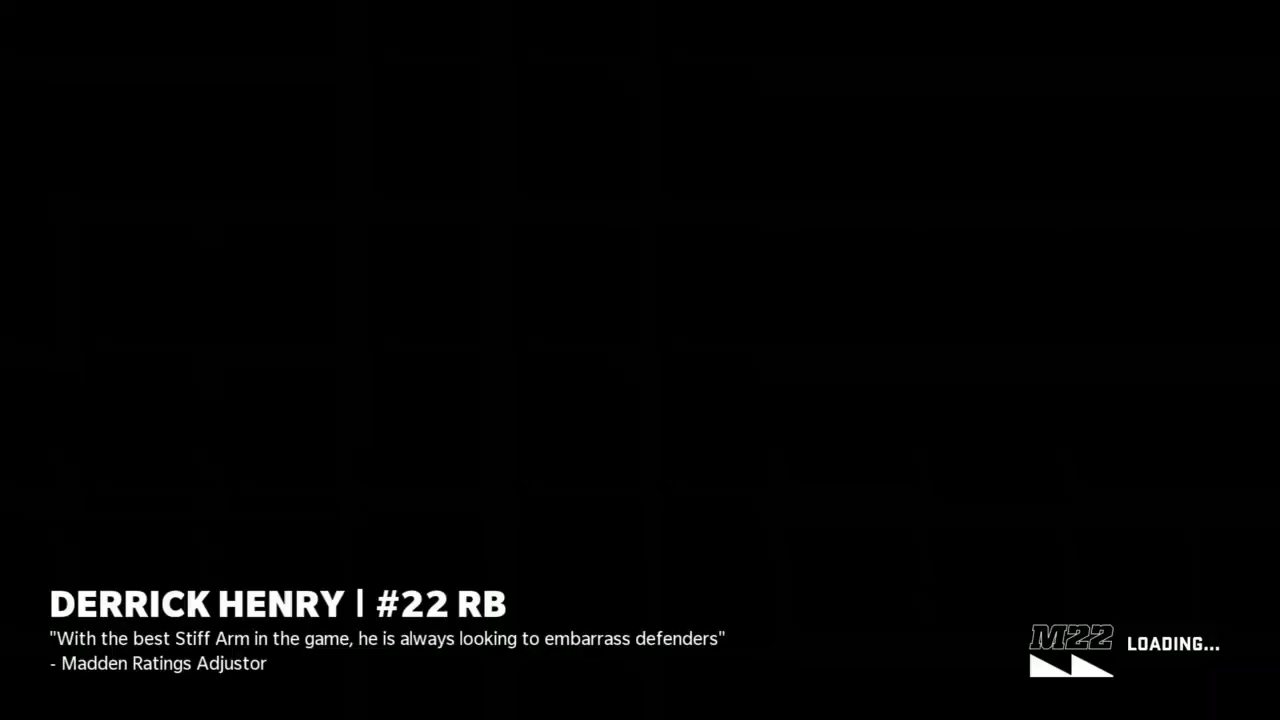 DERRICK HENRY | #22 RB
"With the best Stiff Arm in the game, he is always looking to embarrass defenders"
- Madden Ratings Adjustor
M22
LOADING...